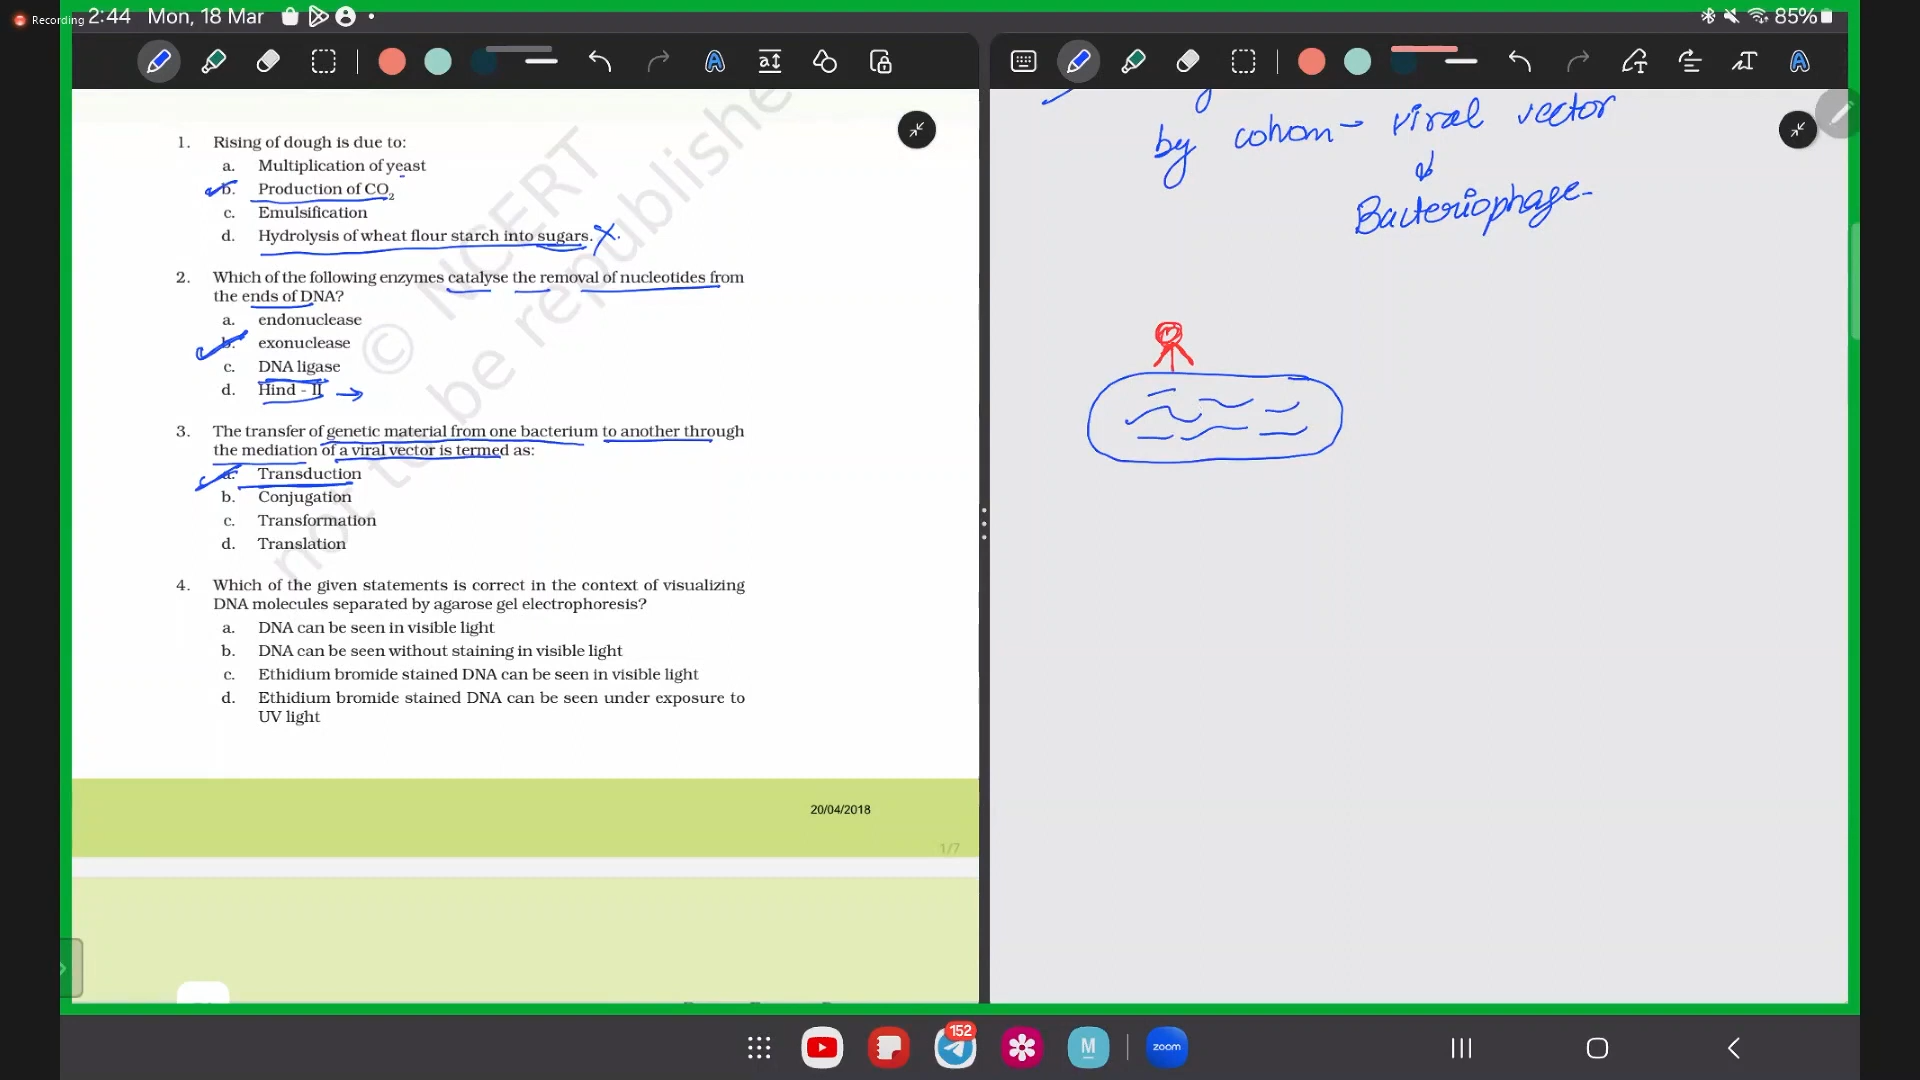 Recording
2:44 Mon, 18 Mar
85%
1. Rising of dough is due to:
a. Multiplication of yeast
b. Production of CO2
c. Emulsification
d. Hydrolysis of wheat flour starch into sugars.
2. Which of the following enzymes catalyse the removal of nucleotides from
the ends of DNA?
a. endonuclease
b. exonuclease
c. DNA ligase
d. Hind - II
3. The transfer of genetic material from one bacterium to another through
the mediation of a viral vector is termed as:
a. Transduction
b. Conjugation
c. Transformation
d. Translation
4. Which of the given statements is correct in the context of visualizing
DNA molecules separated by agarose gel electrophoresis?
a. DNA can be seen in visible light
b. DNA can be seen without staining in visible light
c. Ethidium bromide stained DNA can be seen in visible light
d. Ethidium bromide stained DNA can be seen under exposure to
UV light
© NCERT
not to be republishe
20/04/2018
1/7
by cohom - viral vector
Bacteriophage-
152
M
zoom